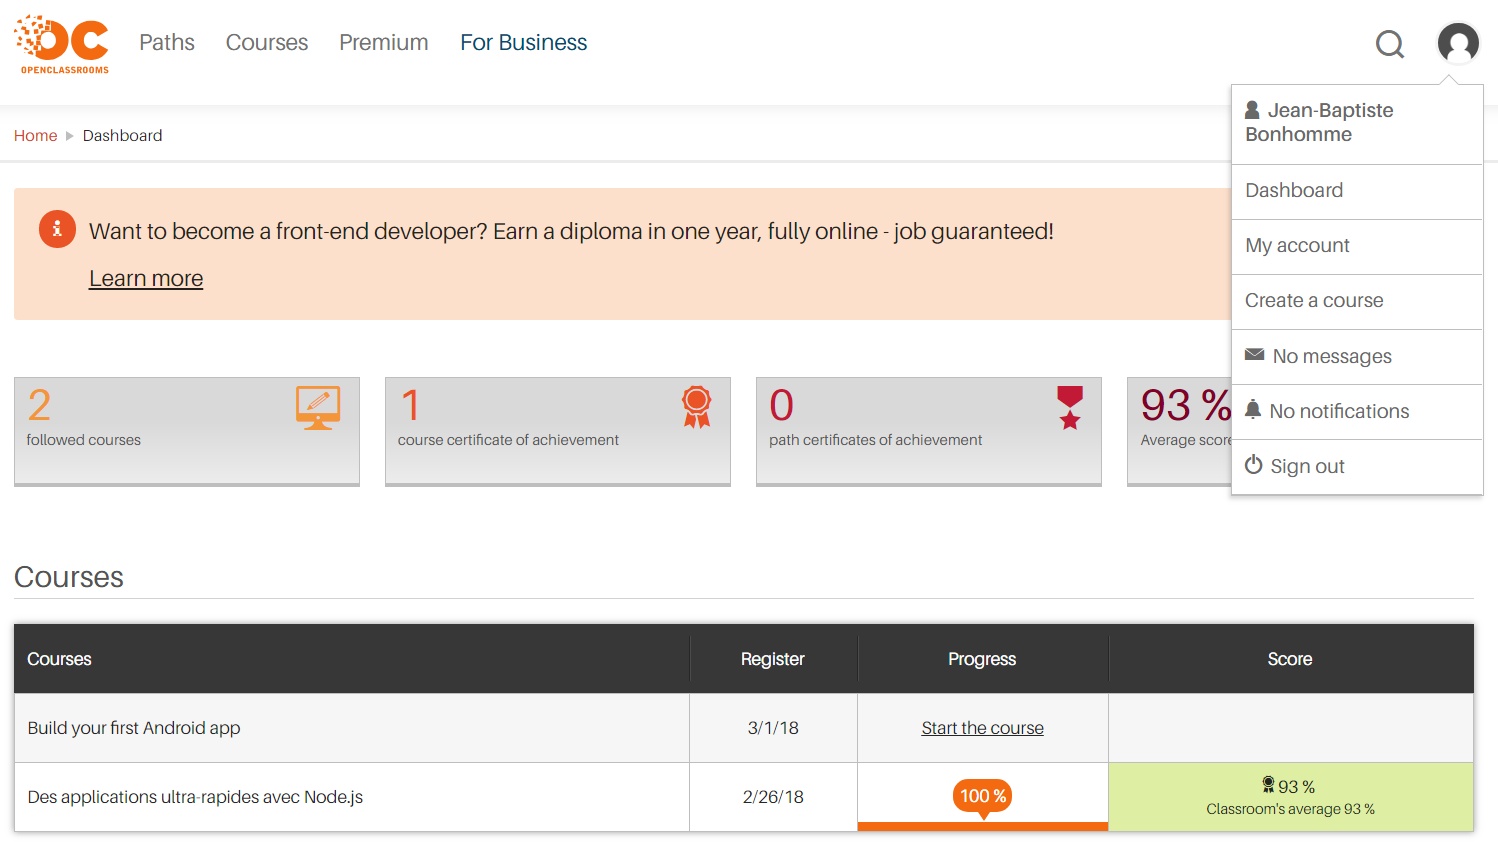 OPENCLASSROOMS
Paths
Courses
Premium
For Business
Jean-Baptiste
Bonhomme
Dashboard
My account
Create a course
No messages
No notifications
Sign out
Home
Dashboard
Want to become a front-end developer? Earn a diploma in one year, fully online - job guaranteed!
Learn more
2
followed courses
1
course certificate of achievement
0
path certificates of achievement
93 %
Average score
Courses
Courses Register Progress Score
Build your first Android app 3/1/18 Start the course
Des applications ultra-rapides avec Node.js 2/26/18 100 % 93 %
Classroom's average 93 %